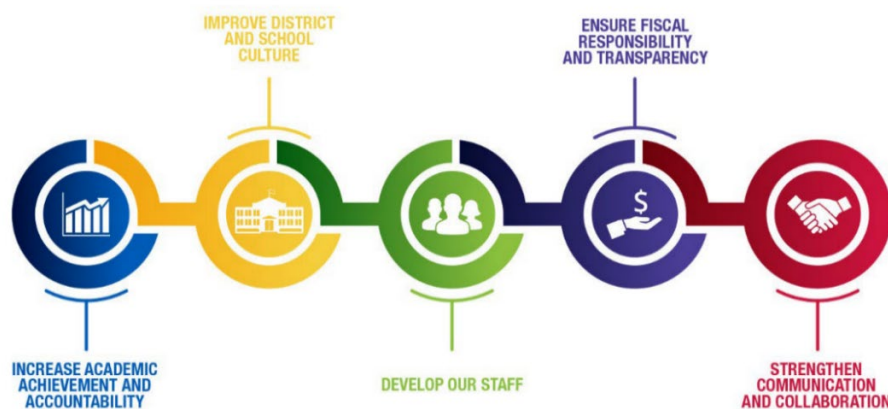 IMPROVE DISTRICT
AND SCHOOL
CULTURE
ENSURE FISCAL
RESPONSIBILITY
AND TRANSPARENCY
$
INCREASE ACADEMIC
ACHIEVEMENT AND
ACCOUNTABILITY
DEVELOP OUR STAFF
STRENGTHEN
COMMUNICATION
AND COLLABORATION